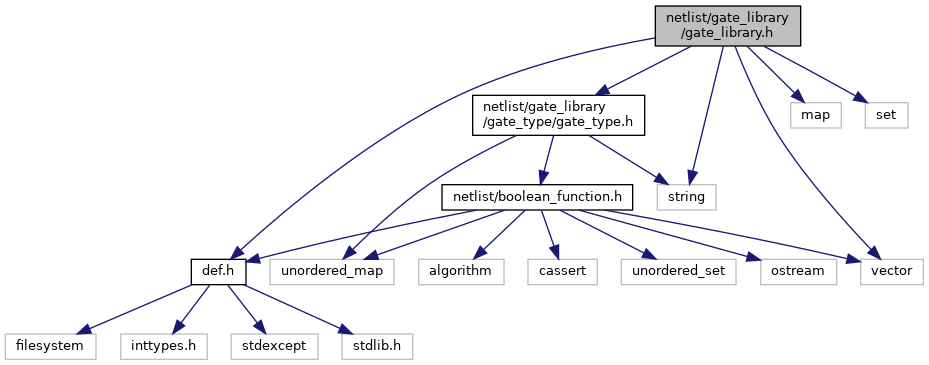 netlist/gate_library
/gate_library.h
netlist/gate_library
/gate_type/gate_type.h
map
set
netlist/boolean_function.h
string
def.h
unordered_map
algorithm
cassert
unordered_set
ostream
vector
filesystem
inttypes.h
stdexcept
stdlib.h